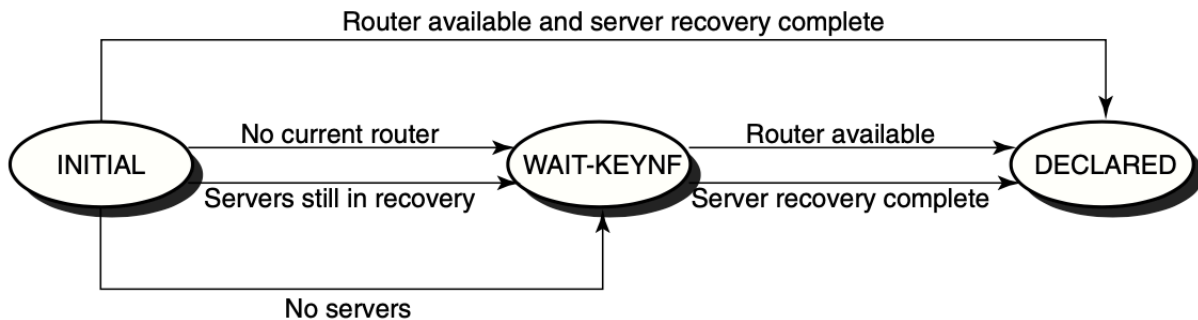 Router available and server recovery complete
No current router
Router available
INITIAL
WAIT-KEYNF
DECLARED
Servers still in recovery
Server recovery complete
No servers